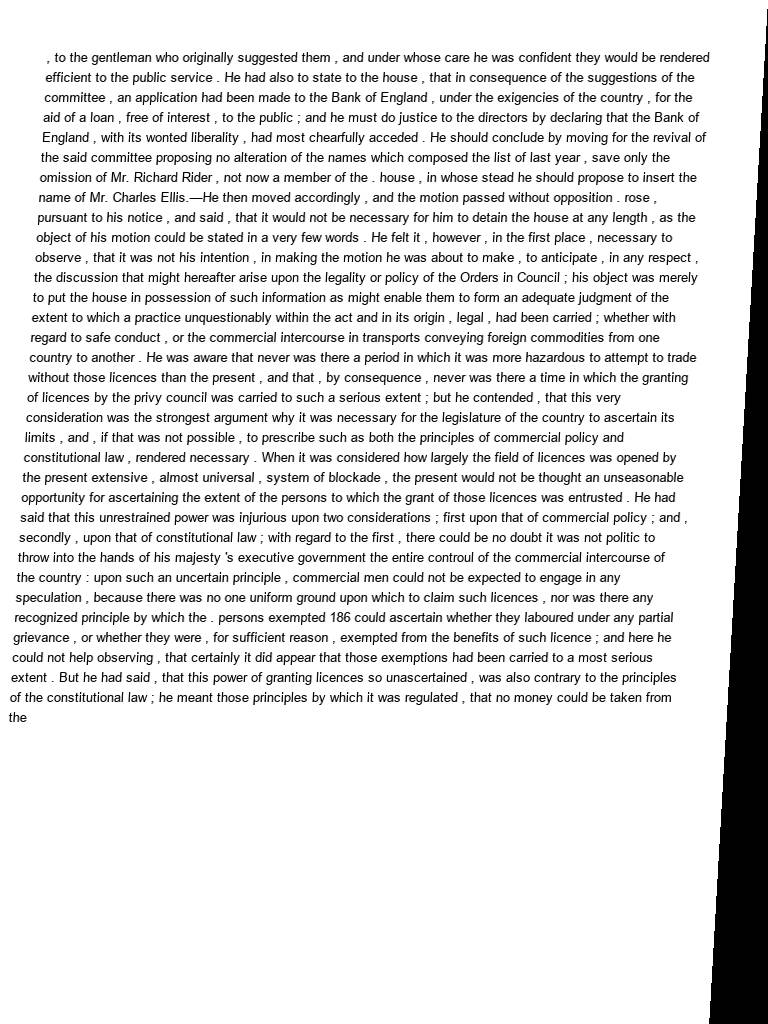 , to the gentleman who originally suggested them , and under whose care he was confident they would be rendered
efficient to the public service . He had also to state to the house , that in consequence of the suggestions of the
committee , an application had been made to the Bank of England , under the exigencies of the country , for the
aid of a loan , free of interest , to the public ; and he must do justice to the directors by declaring that the Bank of
England , with its wonted liberality , had most chearfully acceded . He should conclude by moving for the revival of
the said committee proposing no alteration of the names which composed the list of last year , save only the
omission of Mr. Richard Rider , not now a member of the . house , in whose stead he should propose to insert the
name of Mr. Charles Ellis.—He then moved accordingly , and the motion passed without opposition . rose ,
pursuant to his notice , and said , that it would not be necessary for him to detain the house at any length , as the
object of his motion could be stated in a very few words . He felt it , however , in the first place , necessary to
observe , that it was not his intention , in making the motion he was about to make , to anticipate , in any respect ,
the discussion that might hereafter arise upon the legality or policy of the Orders in Council ; his object was merely
to put the house in possession of such information as might enable them to form an adequate judgment of the
extent to which a practice unquestionably within the act and in its origin , legal , had been carried ; whether with
regard to safe conduct , or the commercial intercourse in transports conveying foreign commodities from one
country to another . He was aware that never was there a period in which it was more hazardous to attempt to trade
without those licences than the present , and that , by consequence , never was there a time in which the granting
of licences by the privy council was carried to such a serious extent ; but he contended , that this very
consideration was the strongest argument why it was necessary for the legislature of the country to ascertain its
limits , and , if that was not possible , to prescribe such as both the principles of commercial policy and
constitutional law , rendered necessary . When it was considered how largely the field of licences was opened by
the present extensive , almost universal , system of blockade , the present would not be thought an unseasonable
opportunity for ascertaining the extent of the persons to which the grant of those licences was entrusted . He had
said that this unrestrained power was injurious upon two considerations ; first upon that of commercial policy ; and ,
secondly , upon that of constitutional law ; with regard to the first , there could be no doubt it was not politic to
throw into the hands of his majesty 's executive government the entire controul of the commercial intercourse of
the country : upon such an uncertain principle , commercial men could not be expected to engage in any
speculation , because there was no one uniform ground upon which to claim such licences , nor was there any
recognized principle by which the . persons exempted 186 could ascertain whether they laboured under any partial
grievance , or whether they were , for sufficient reason , exempted from the benefits of such licence ; and here he
could not help observing , that certainly it did appear that those exemptions had been carried to a most serious
extent . But he had said , that this power of granting licences so unascertained , was also contrary to the principles
of the constitutional law ; he meant those principles by which it was regulated , that no money could be taken from
the